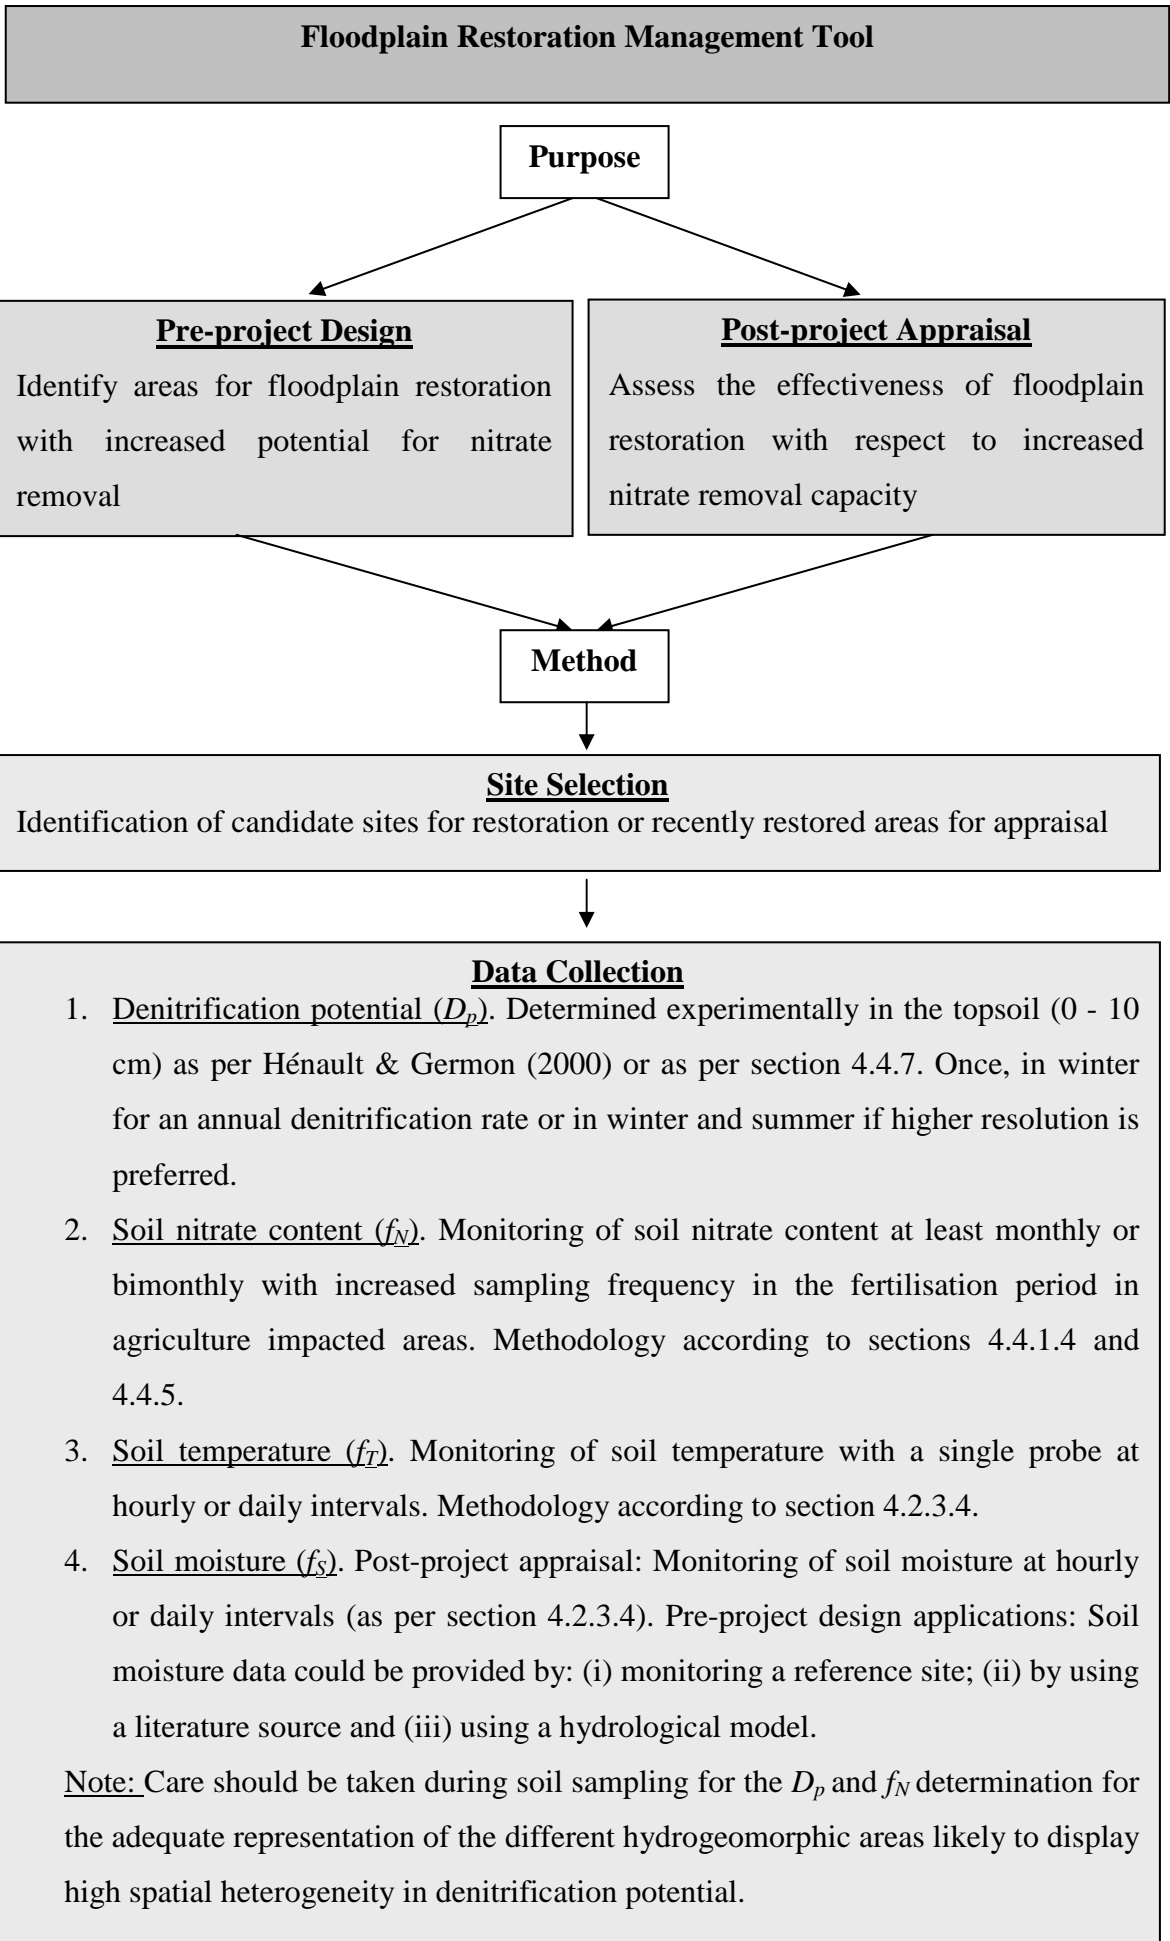 Floodplain Restoration Management Tool
Purpose
Pre-project Design
Identify areas for floodplain restoration
with increased potential for nitrate
removal
Post-project Appraisal
Assess the effectiveness of floodplain
restoration with respect to increased
nitrate removal capacity
Method
Site Selection
Identification of candidate sites for restoration or recently restored areas for appraisal
Data Collection
1. Denitrification potential (Dp). Determined experimentally in the topsoil (0 - 10
cm) as per Hénault & Germon (2000) or as per section 4.4.7. Once, in winter
for an annual denitrification rate or in winter and summer if higher resolution is
preferred.
2. Soil nitrate content (fN). Monitoring of soil nitrate content at least monthly or
bimonthly with increased sampling frequency in the fertilisation period in
agriculture impacted areas. Methodology according to sections 4.4.1.4 and
4.4.5.
3. Soil temperature (fT). Monitoring of soil temperature with a single probe at
hourly or daily intervals. Methodology according to section 4.2.3.4.
4. Soil moisture (fS). Post-project appraisal: Monitoring of soil moisture at hourly
or daily intervals (as per section 4.2.3.4). Pre-project design applications: Soil
moisture data could be provided by: (i) monitoring a reference site; (ii) by using
a literature source and (iii) using a hydrological model.
Note: Care should be taken during soil sampling for the Dp and fN determination for
the adequate representation of the different hydrogeomorphic areas likely to display
high spatial heterogeneity in denitrification potential.